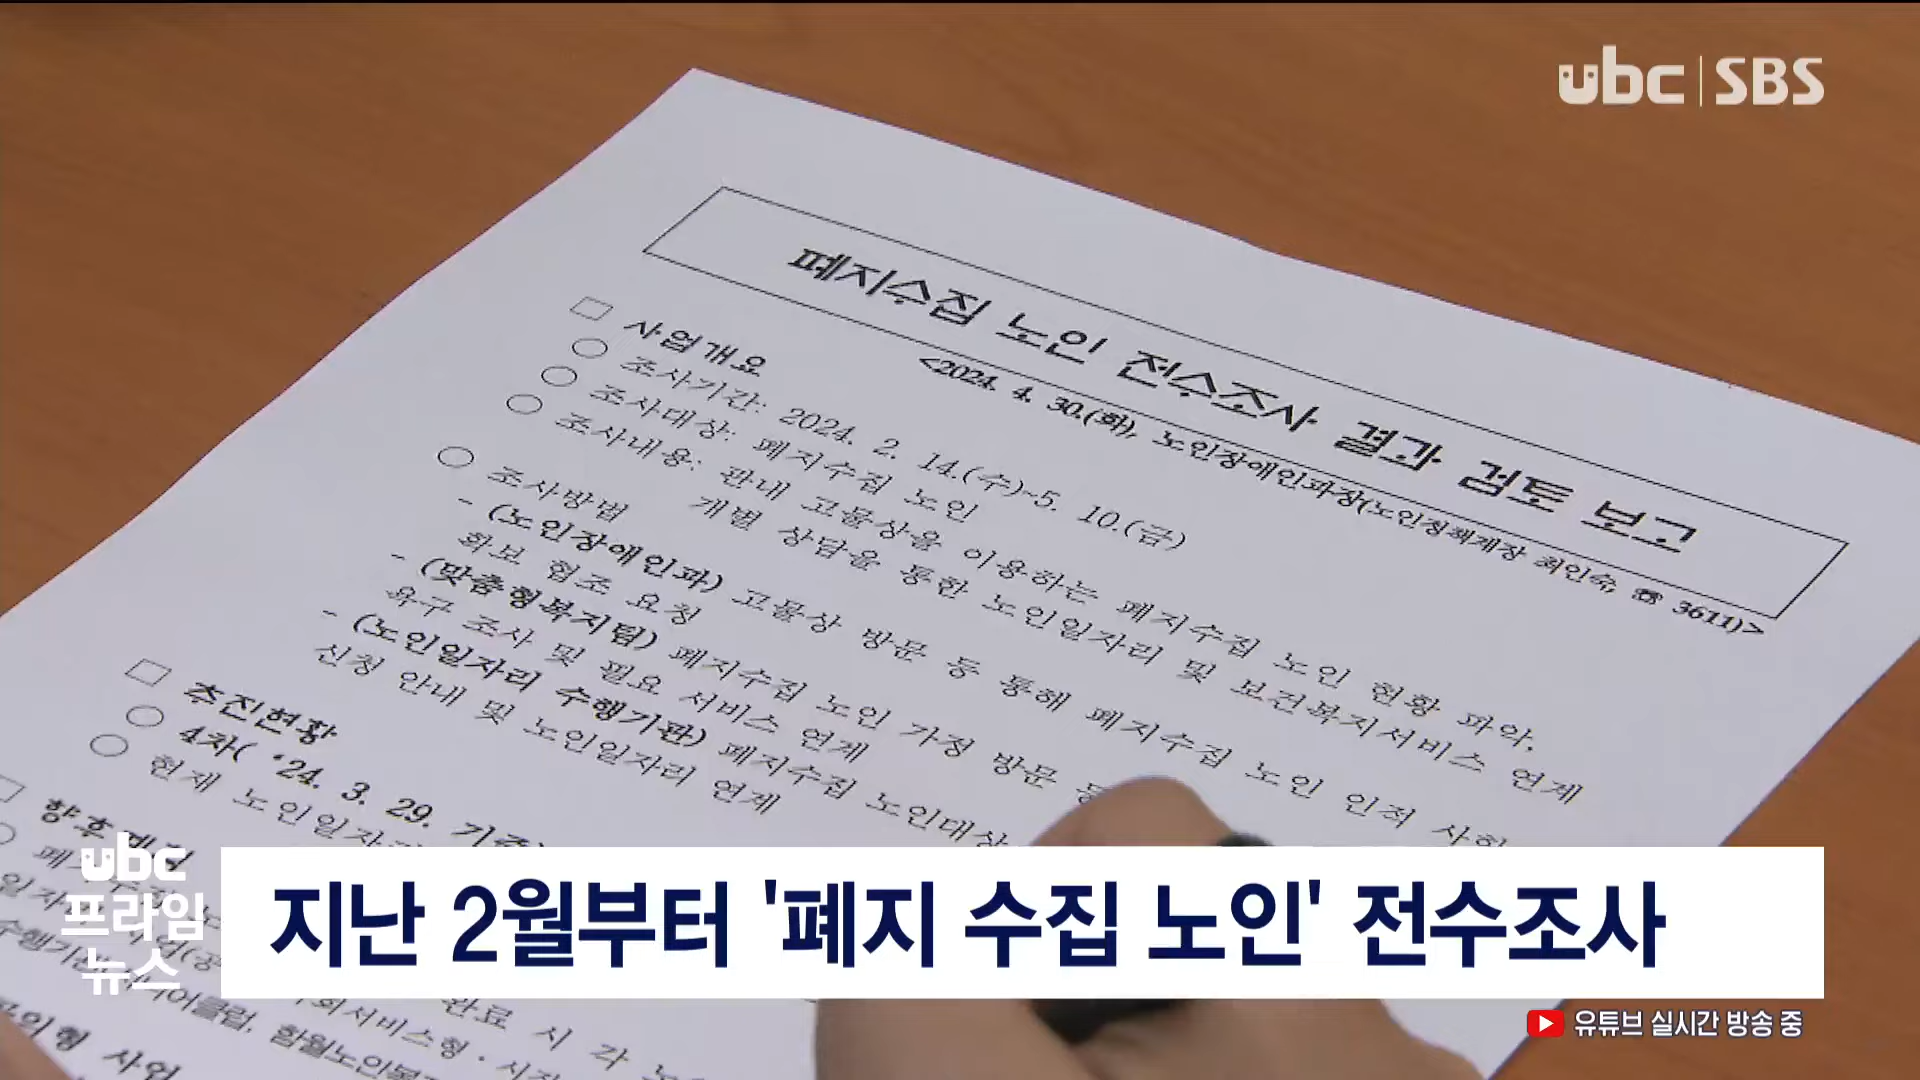 ubc SBS
폐지수집 노인 전수조사 결과 검토 보고
<2024. 4. 30.(화), 노인장애인과장(노인정책계장 최인숙, ☎ 3611)>
□ 사업개요
○ 조사기간: 2024. 2. 14.(수)~5. 10.(금)
○ 조사대상: 폐지수집 노인
○ 조사내용: 관내 고물상을 이용하는 폐지수집 노인 현황 파악,
개별 상담을 통한 노인일자리 및 보건복지서비스 연계
○ 조사방법
- (노인장애인과) 고물상 방문 등 통해 폐지수집 노인 인적 사항
확보 협조 요청
- (맞춤형복지팀) 폐지수집 노인 가정 방문
욕구 조사 및 필요 서비스 연계
- (노인일자리 수행기관) 폐지수집 노인대상
신청 안내 및 노인일자리 연계
□ 추진현황
○ 4차( '24. 3. 29. 기준)
○ 현재 노인일자
향후
완료 시 각
ubc
프라임
뉴스
지난 2월부터 '폐지 수집 노인' 전수조사
유튜브 실시간 방송 중